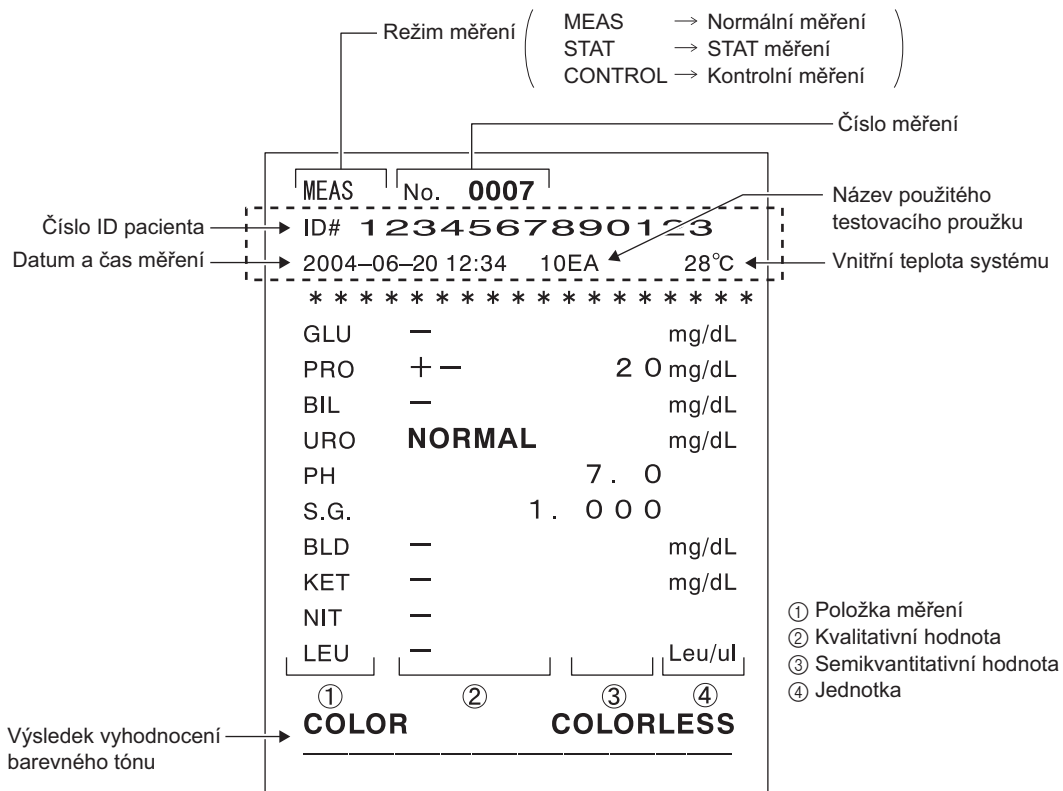 Režim měření
MEAS → Normální měření
STAT → STAT měření
CONTROL → Kontrolní měření
Číslo měření
MEAS No. 0007
Název použitého
testovacího proužku
Číslo ID pacienta
ID# 1234567890123
Datum a čas měření
2004–06–20 12:34 10EA 28°C
Vnitřní teplota systému
* * * * * * * * * * * * * * * * * * *
GLU — mg/dL
PRO +— 20 mg/dL
BIL — mg/dL
URO NORMAL mg/dL
PH 7. 0
S.G. 1. 000
BLD — mg/dL
KET — mg/dL
NIT —
LEU — Leu/ul
① ② ③ ④
① Položka měření
② Kvalitativní hodnota
③ Semikvantitativní hodnota
④ Jednotka
COLOR COLORLESS
Výsledek vyhodnocení
barevného tónu